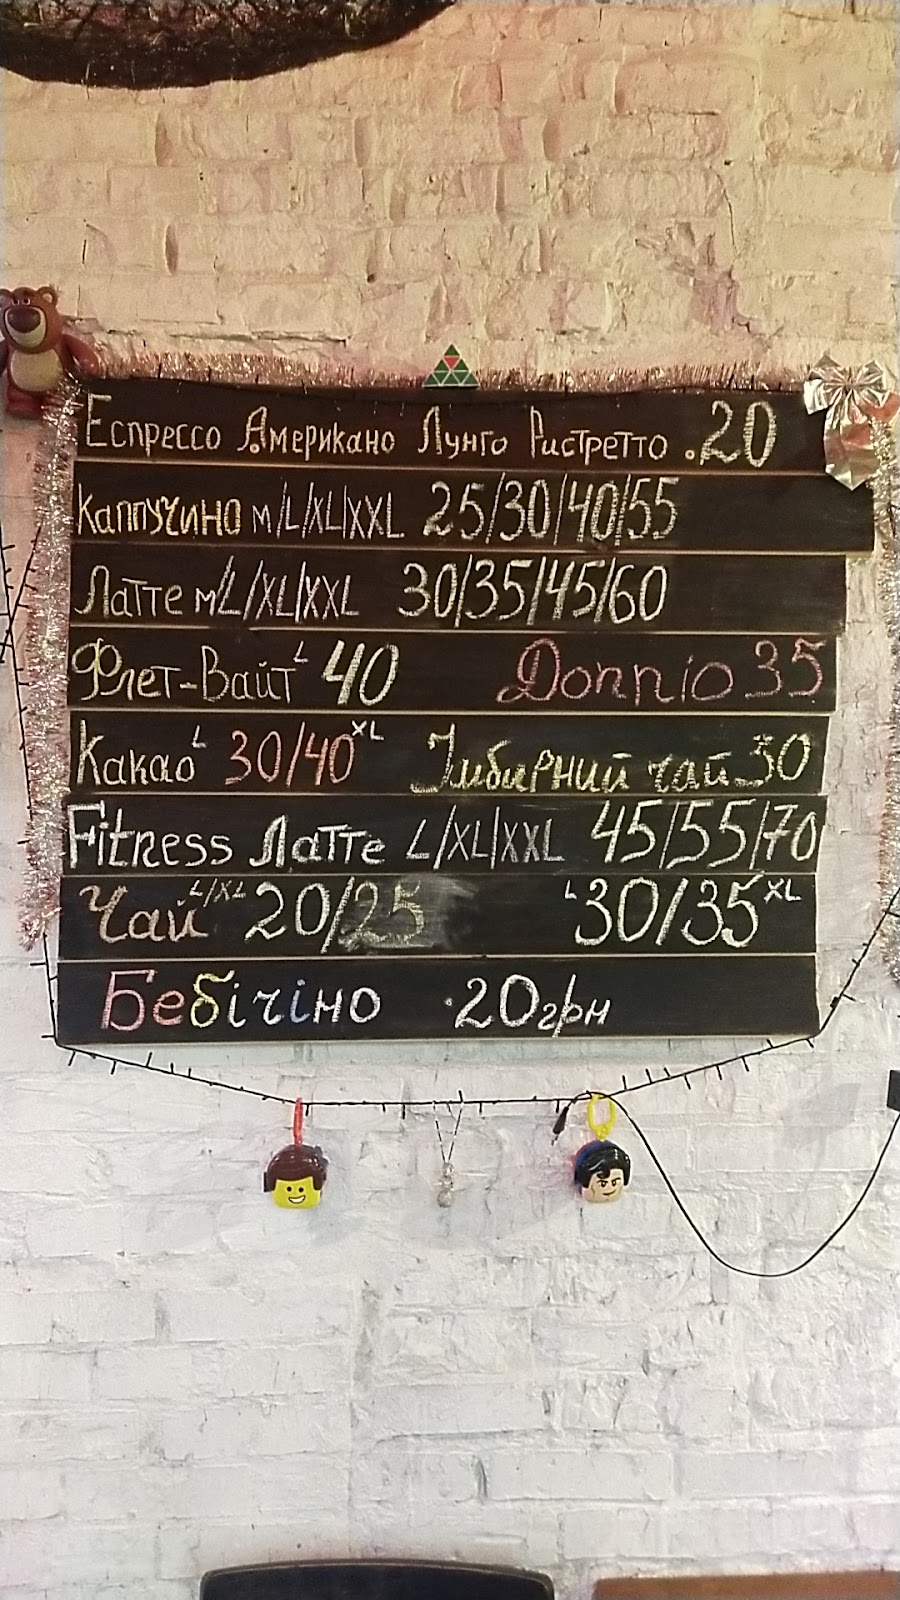 Еспрессо Американо Лунго Ристретто .20
Каппучино м/L/XL/XXL 25/30/40/55
Латте м/L/XL/XXL 30/35/45/60
Флет-Вайт L 40 Donnio 35
Какао L 30/40 XL Імбирний чай 30
Fitness Латте L/XL/XXL 45/55/70
Чай L/XL 20/25 L 30/35 XL
Бебічіно .20грн